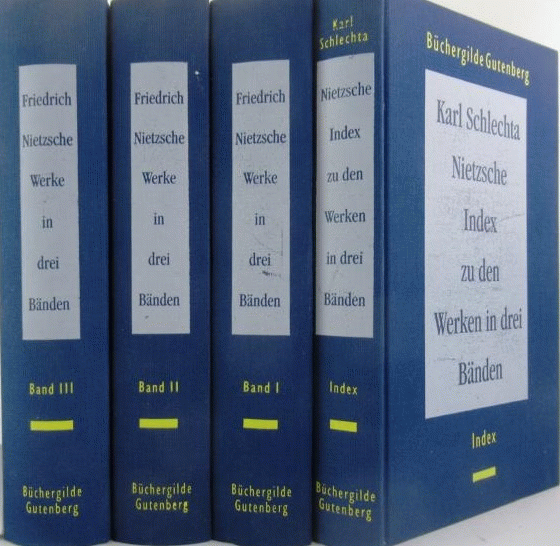 Friedrich
Nietzsche
Werke
in
drei
Bänden
Band III
Büchergilde
Gutenberg
Friedrich
Nietzsche
Werke
in
drei
Bänden
Band II
Büchergilde
Gutenberg
Friedrich
Nietzsche
Werke
in
drei
Bänden
Band I
Büchergilde
Gutenberg
Karl
Schlechta
Nietzsche
Index
zu den
Werken
in drei
Bänden
Index
Büchergilde
Gutenberg
Büchergilde Gutenberg
Karl Schlechta
Nietzsche
Index
zu den
Werken in drei
Bänden
Index